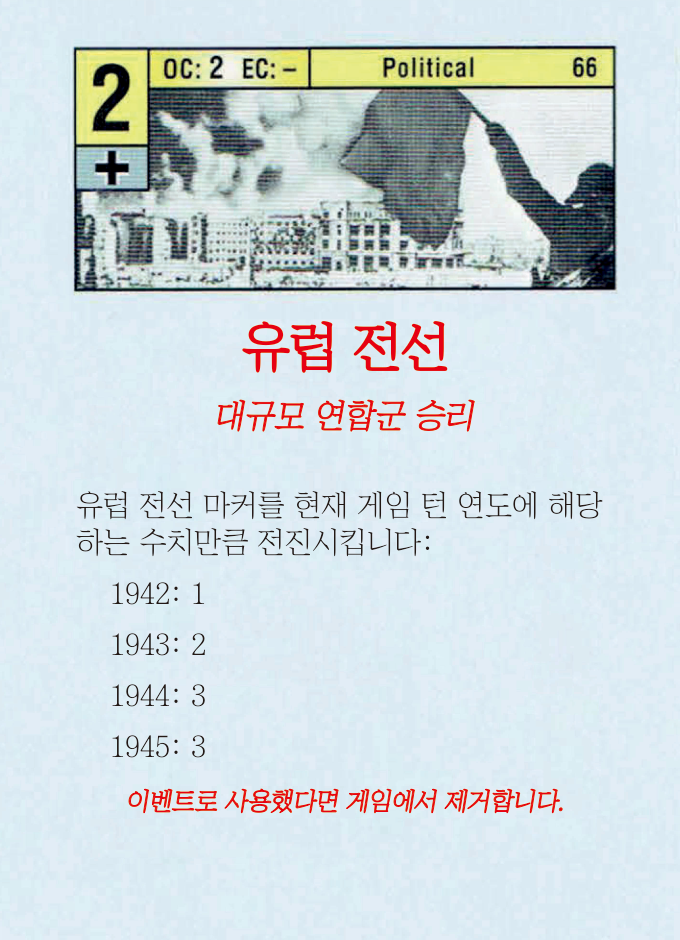 2 OC: 2 EC: – Political 66
+
유럽 전선
대규모 연합군 승리
유럽 전선 마커를 현재 게임 턴 연도에 해당
하는 수치만큼 전진시킵니다:
1942: 1
1943: 2
1944: 3
1945: 3
이벤트로 사용했다면 게임에서 제거합니다.